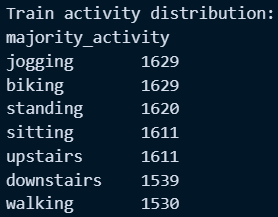 Train activity distribution:
majority_activity
jogging 1629
biking 1629
standing 1620
sitting 1611
upstairs 1611
downstairs 1539
walking 1530